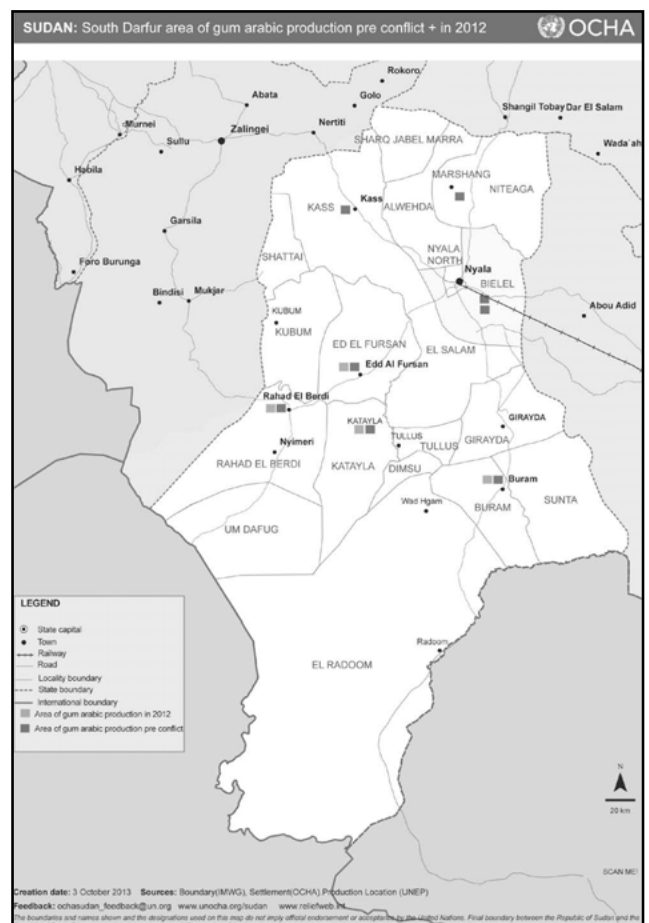 SUDAN: South Darfur area of gum arabic production pre conflict + in 2012
OCHA
Rokoro
Abata
Golo
Shangil Tobay Dar El Salam
Murnei
Nertiti
Zalingei
Sullu
SHARQ JABEL MARRA
Wada`ah
Habila
MARSHANG
NITEAGA
KASS
Kass
ALWEHDA
Garsila
NYALA
NORTH
SHATTAI
Nyala
Foro Burunga
BIELEL
Bindisi
Mukjar
KUBUM
Abou Adid
KUBUM
ED EL FURSAN
EL SALAM
Edd Al Fursan
Rahad El Berdi
KATAYLA
GIRAYDA
Nyimeri
TULLUS
TULLUS
GIRAYDA
RAHAD EL BERDI
KATAYLA
DIMSU
Buram
Wad Hgam
BURAM
SUNTA
UM DAFUG
LEGEND
State capital
Town
Railway
Road
Locality boundary
State boundary
International boundary
Area of gum arabic production in 2012
Area of gum arabic production pre conflict
Radoom
EL RADOOM
N
20 km
SCAN ME!
Creation date: 3 October 2013 Sources: Boundary(IMWG), Settlement(OCHA),Production Location (UNEP)
Feedback: ochasudan_feedback@un.org www.unocha.org/sudan www.reliefweb.int
The boundaries and names shown and the designations used on this map do not imply official endorsement or acceptance by the United Nations. Final boundary between the Republic of Sudan and the